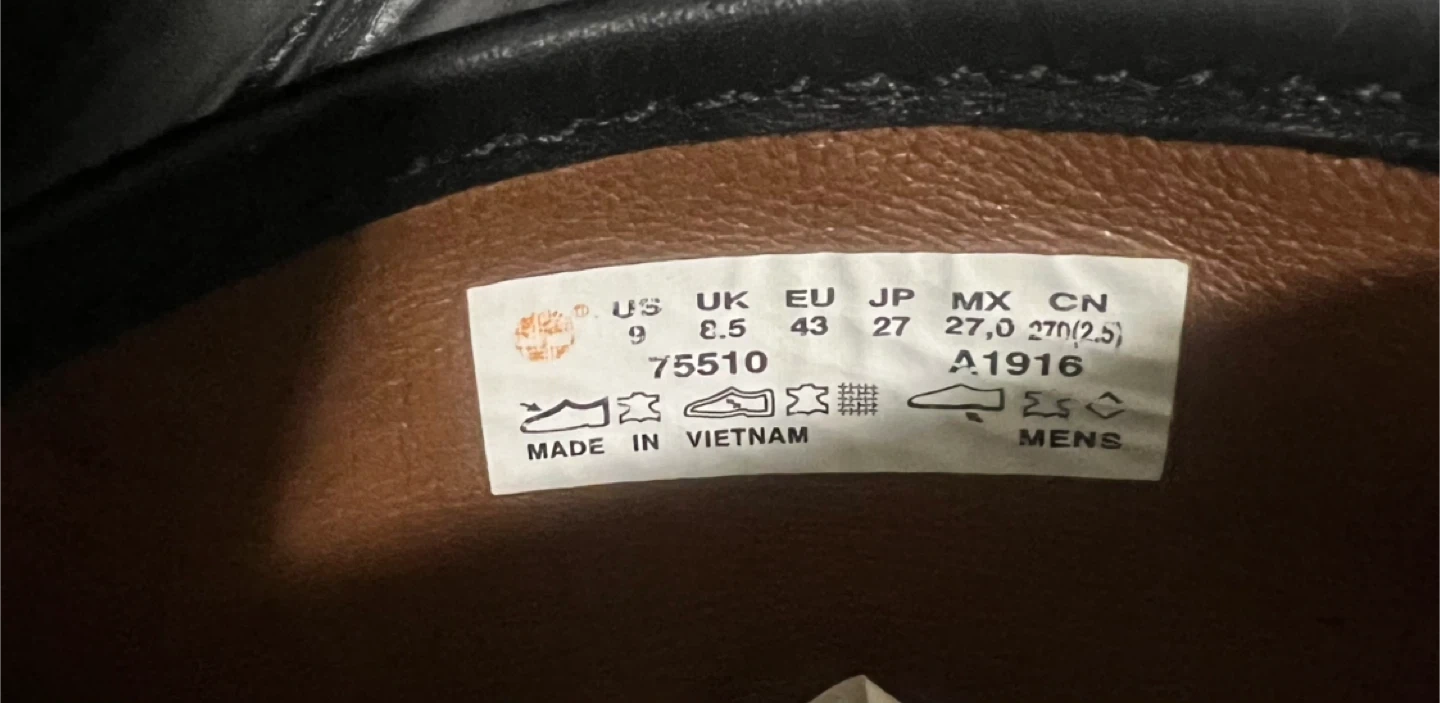 US UK EU JP MX CN
9 8.5 43 27 27,0 270(2.5)
75510 A1916
MADE IN VIETNAM MENS